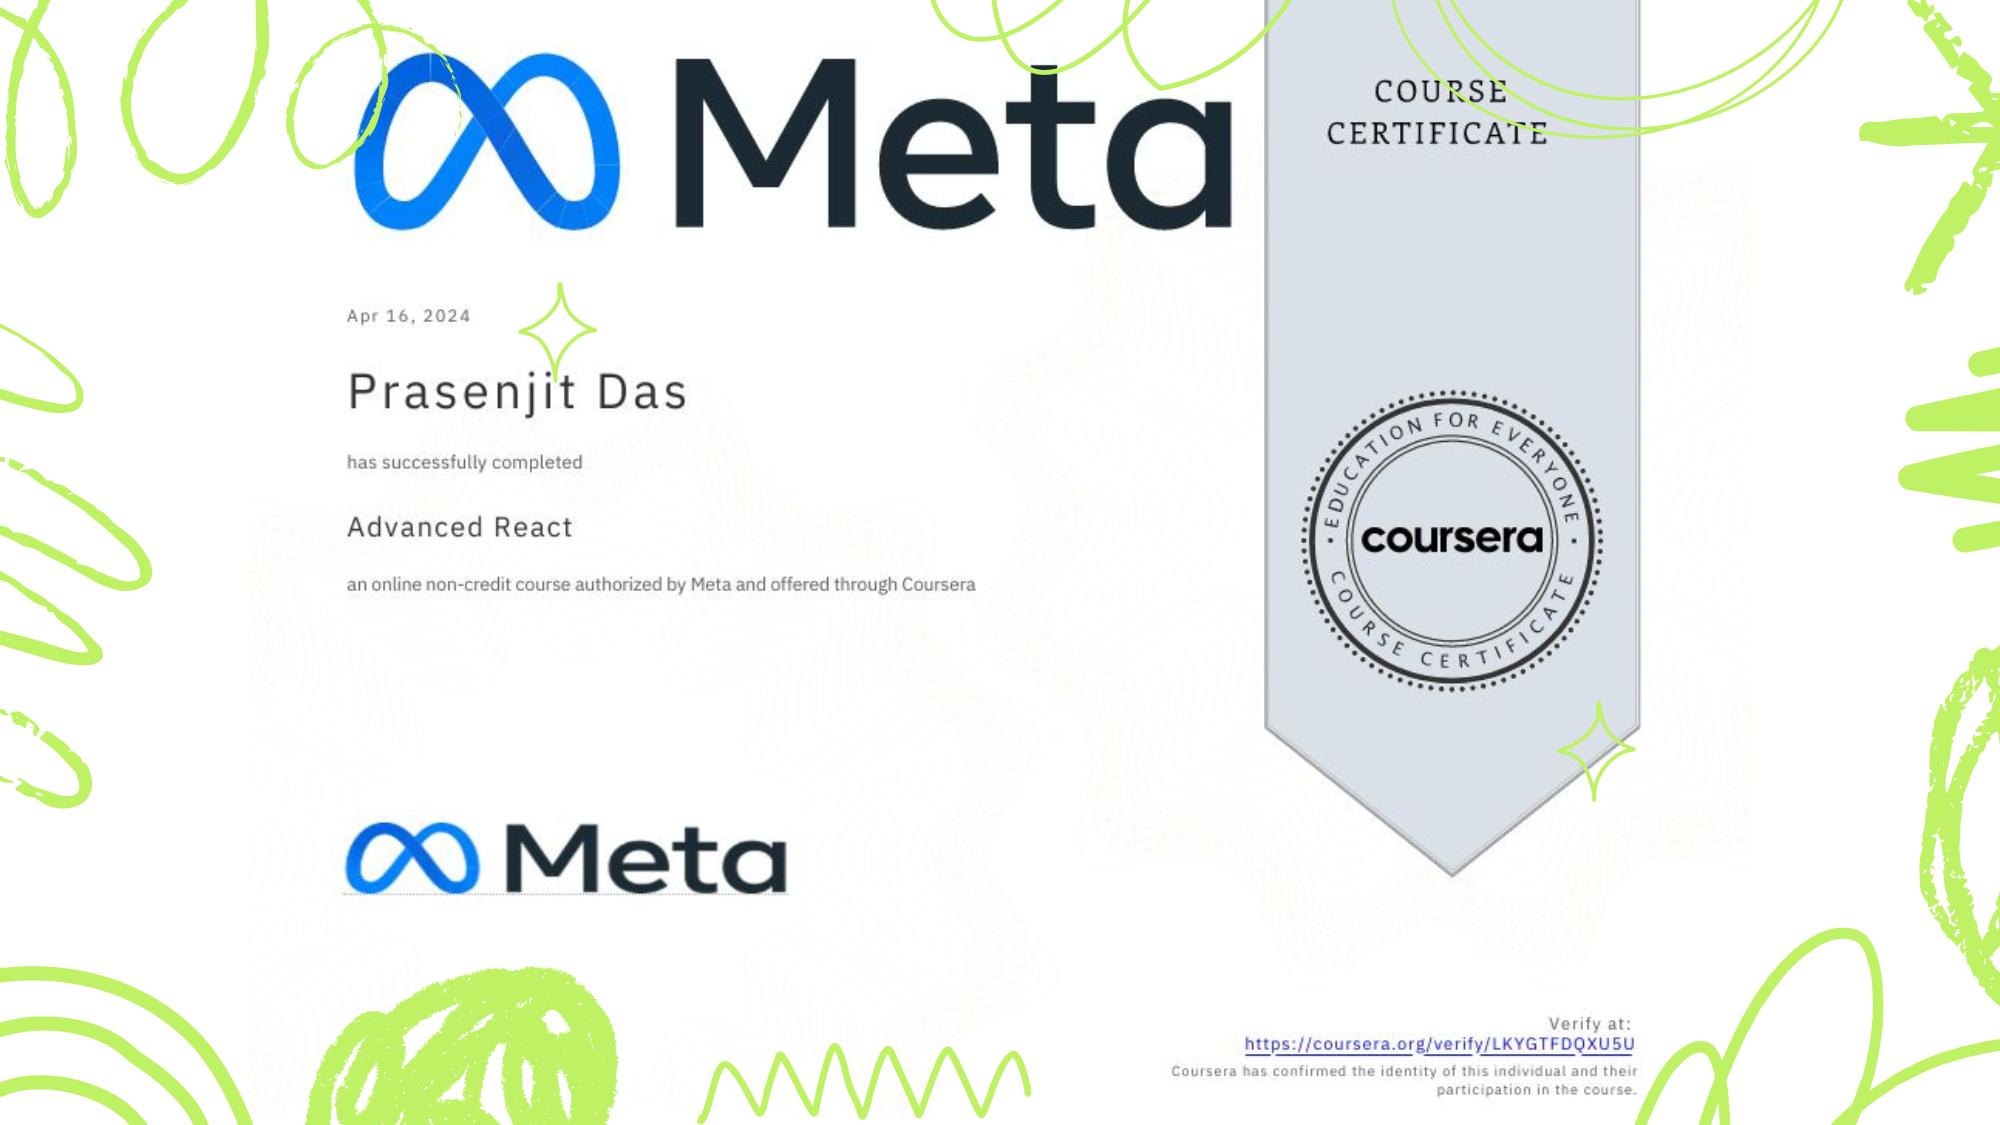 Meta
COURSE
CERTIFICATE
Apr 16, 2024
Prasenjit Das
has successfully completed
Advanced React
an online non-credit course authorized by Meta and offered through Coursera
EDUCATION FOR EVERYONE
coursera
COURSE CERTIFICATE
Meta
Verify at:
https://coursera.org/verify/LKYGTFDQXU5U
Coursera has confirmed the identity of this individual and their
participation in the course.